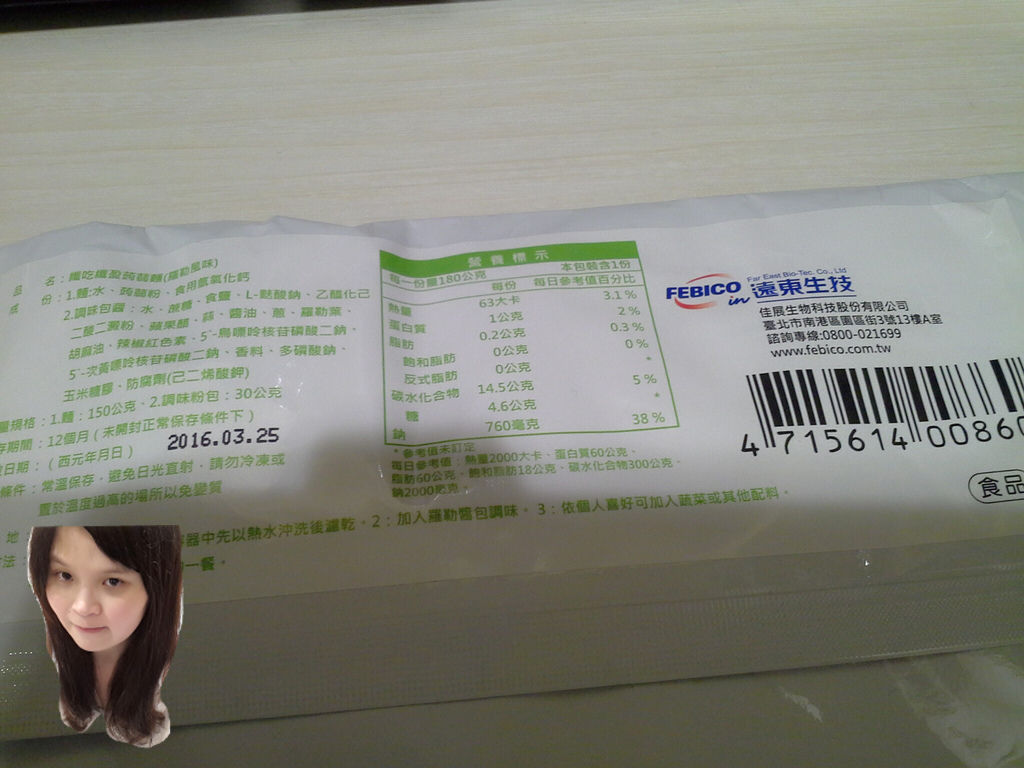 品名：纖吃纖盈蒟蒻麵(羅勒風味)
成份：1.麵:水、蒟蒻粉、食用氫氧化鈣
2.調味包醬：水、蔗糖、食鹽、L-麩酸鈉、乙醯化己
二酸二澱粉、蘋果醋、蒜、醬油、蔥、羅勒葉、
胡麻油、辣椒紅色素、5´-鳥嘌呤核苷磷酸二鈉、
5´-次黃嘌呤核苷磷酸二鈉、香料、多磷酸鈉、
玉米糖膠、防腐劑(己二烯酸鉀)
規格：1.麵：150公克、2.調味粉包：30公克
存期間：12個月(未開封正常保存條件下)
日期：(西元年月日) 2016.03.25
條件：常溫保存，避免日光直射，請勿冷凍或
置於溫度過高的場所以免變質
地：
方法：
器中先以熱水沖洗後濾乾。2：加入羅勒醬包調味。3：依個人喜好可加入蔬菜或其他配料。
一餐。
營養標示
每一份量180公克 本包裝含1份
每份 每日參考值百分比
熱量 63大卡 3.1%
蛋白質 1公克 2%
脂肪 0.2公克 0.3%
飽和脂肪 0公克 0%
反式脂肪 0公克 *
碳水化合物 14.5公克 5%
糖 4.6公克 *
鈉 760毫克 38%
*參考值未訂定
每日參考值：熱量2000大卡、蛋白質60公克、
脂肪60公克、飽和脂肪18公克、碳水化合物300公克、
鈉2000毫克。
Far East Bio-Tec. Co., Ltd
FEBICO in 遠東生技
佳展生物科技股份有限公司
臺北市南港區園區街3號13樓A室
諮詢專線:0800-021699
www.febico.com.tw
4 715614 00860
食品